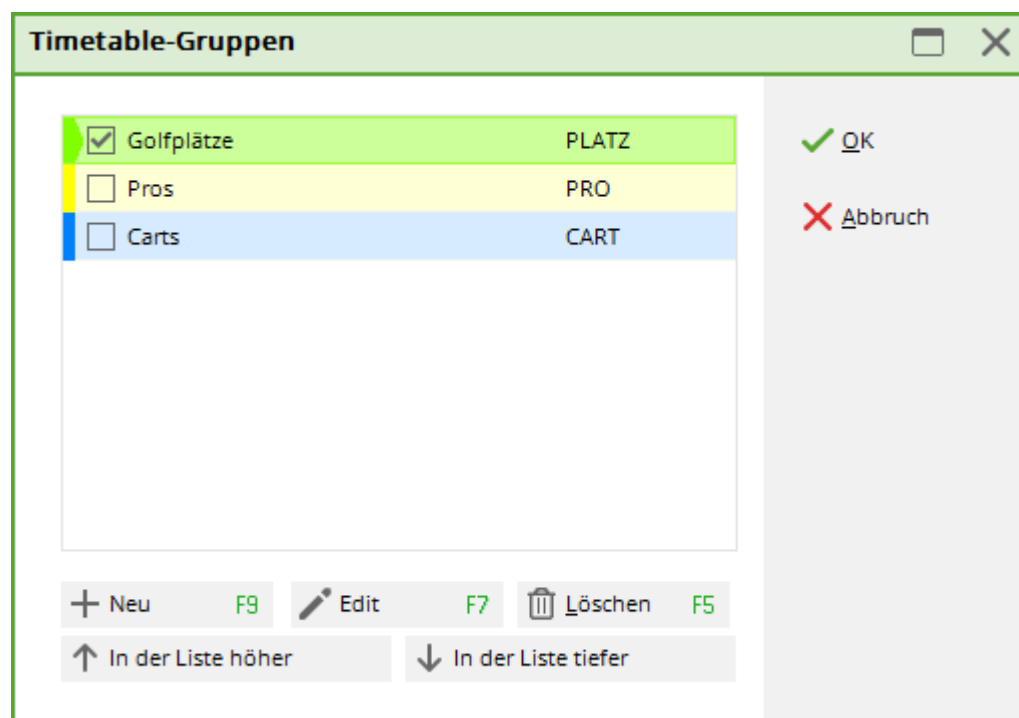 Timetable-Gruppen
Golfplätze PLATZ
Pros PRO
Carts CART
OK
Abbruch
Neu F9 Edit F7 Löschen F5
In der Liste höher In der Liste tiefer